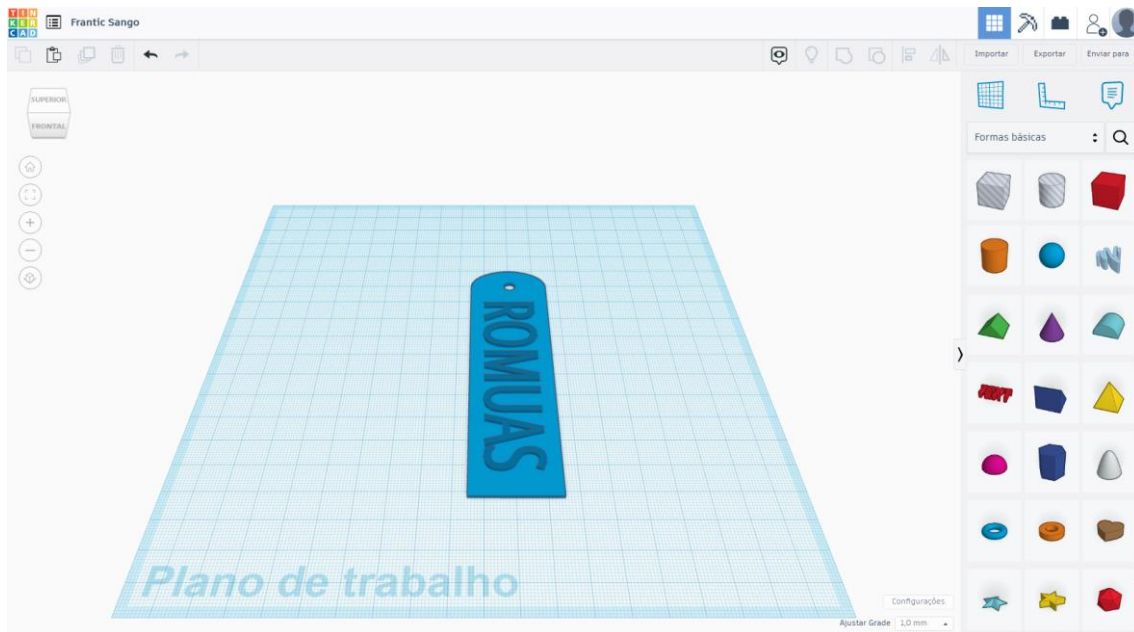 TIN
KER
CAD
Frantic Sango
Importar
Exportar
Enviar para
SUPERIOR
FRONTAL
Formas básicas
ROMUAS
TEXT
Plano de trabalho
Configurações
Ajustar Grade
1,0 mm